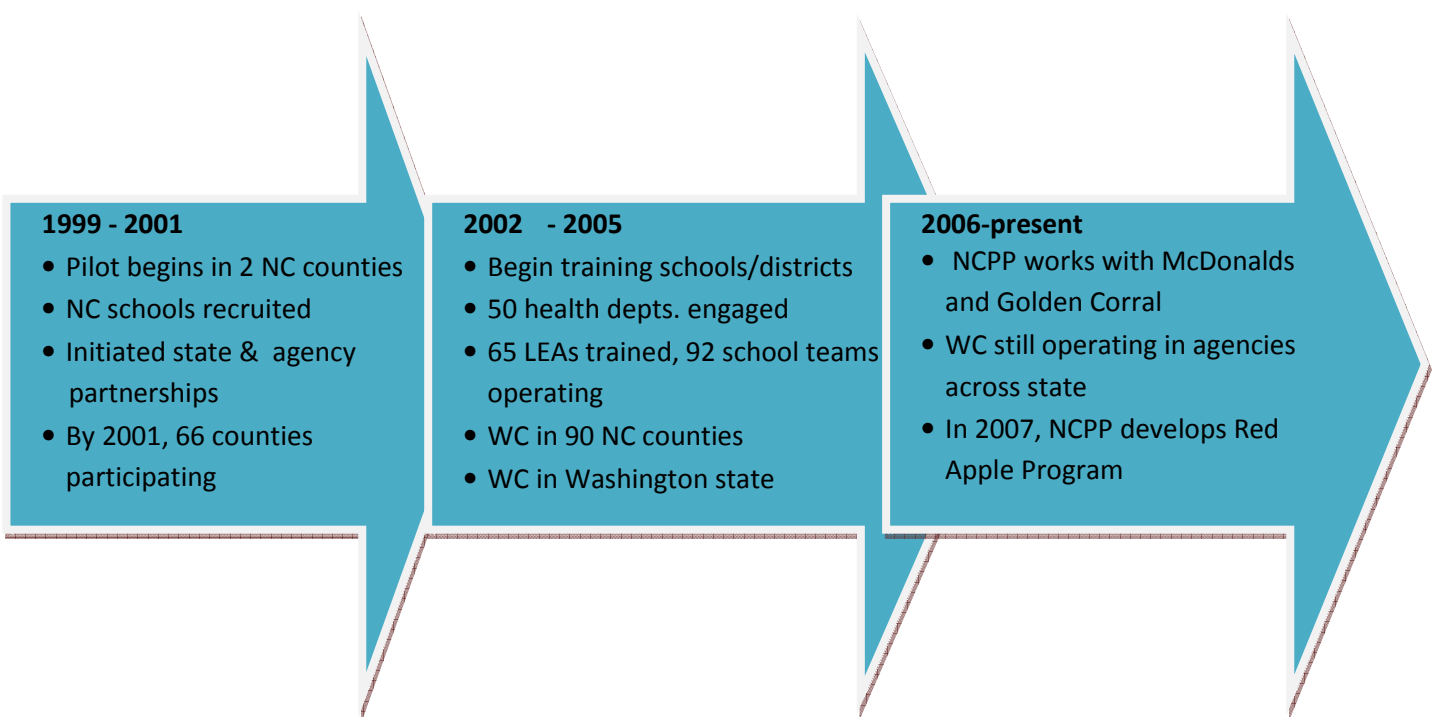 1999 - 2001
• Pilot begins in 2 NC counties
• NC schools recruited
• Initiated state & agency
partnerships
• By 2001, 66 counties
participating
2002 - 2005
• Begin training schools/districts
• 50 health depts. engaged
• 65 LEAs trained, 92 school teams
operating
• WC in 90 NC counties
• WC in Washington state
2006-present
• NCPP works with McDonalds
and Golden Corral
• WC still operating in agencies
across state
• In 2007, NCPP develops Red
Apple Program